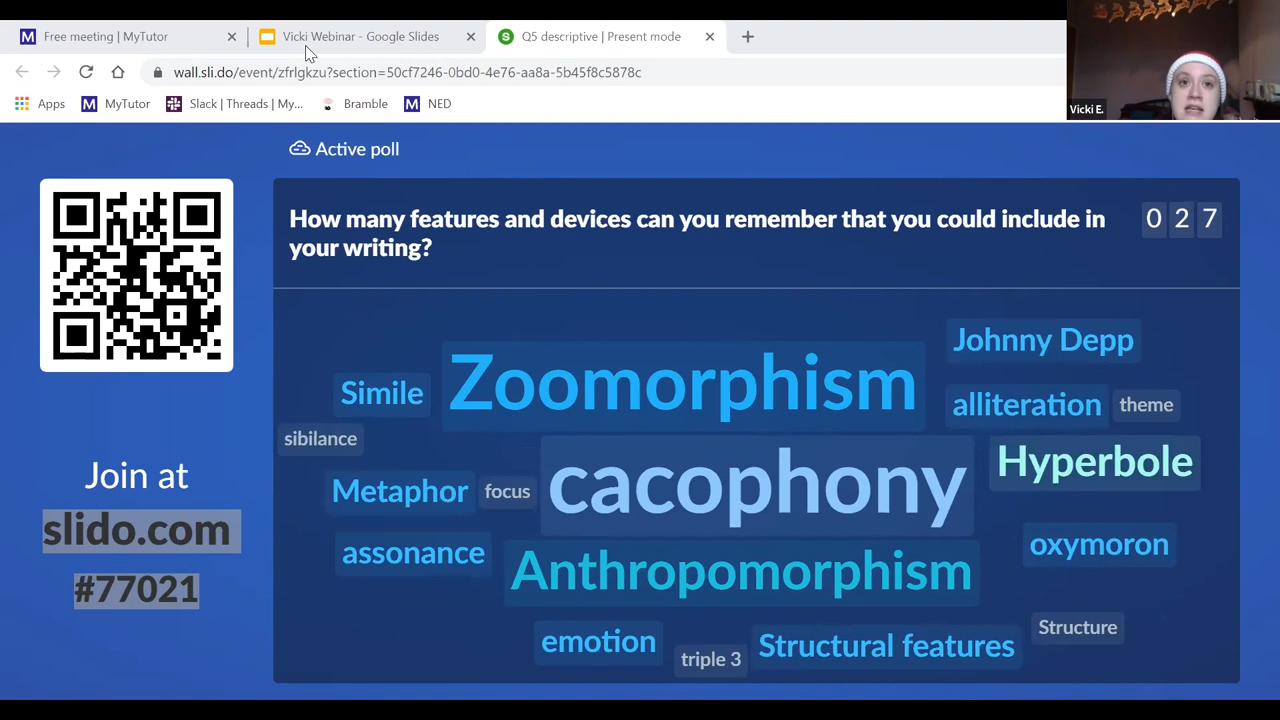 Free meeting | MyTutor
Vicki Webinar - Google Slides
Q5 descriptive | Present mode
wall.sli.do/event/zfrlgkzu?section=50cf7246-0bd0-4e76-aa8a-5b45f8c5878c
Apps
MyTutor
Slack | Threads | My...
Bramble
NED
Vicki E.
Active poll
How many features and devices can you remember that you could include in
your writing?
027
Johnny Depp
Zoomorphism
Simile
alliteration
theme
sibilance
Hyperbole
cacophony
Metaphor
focus
oxymoron
assonance
Anthropomorphism
Structure
emotion
Structural features
triple 3
Join at
slido.com
#77021